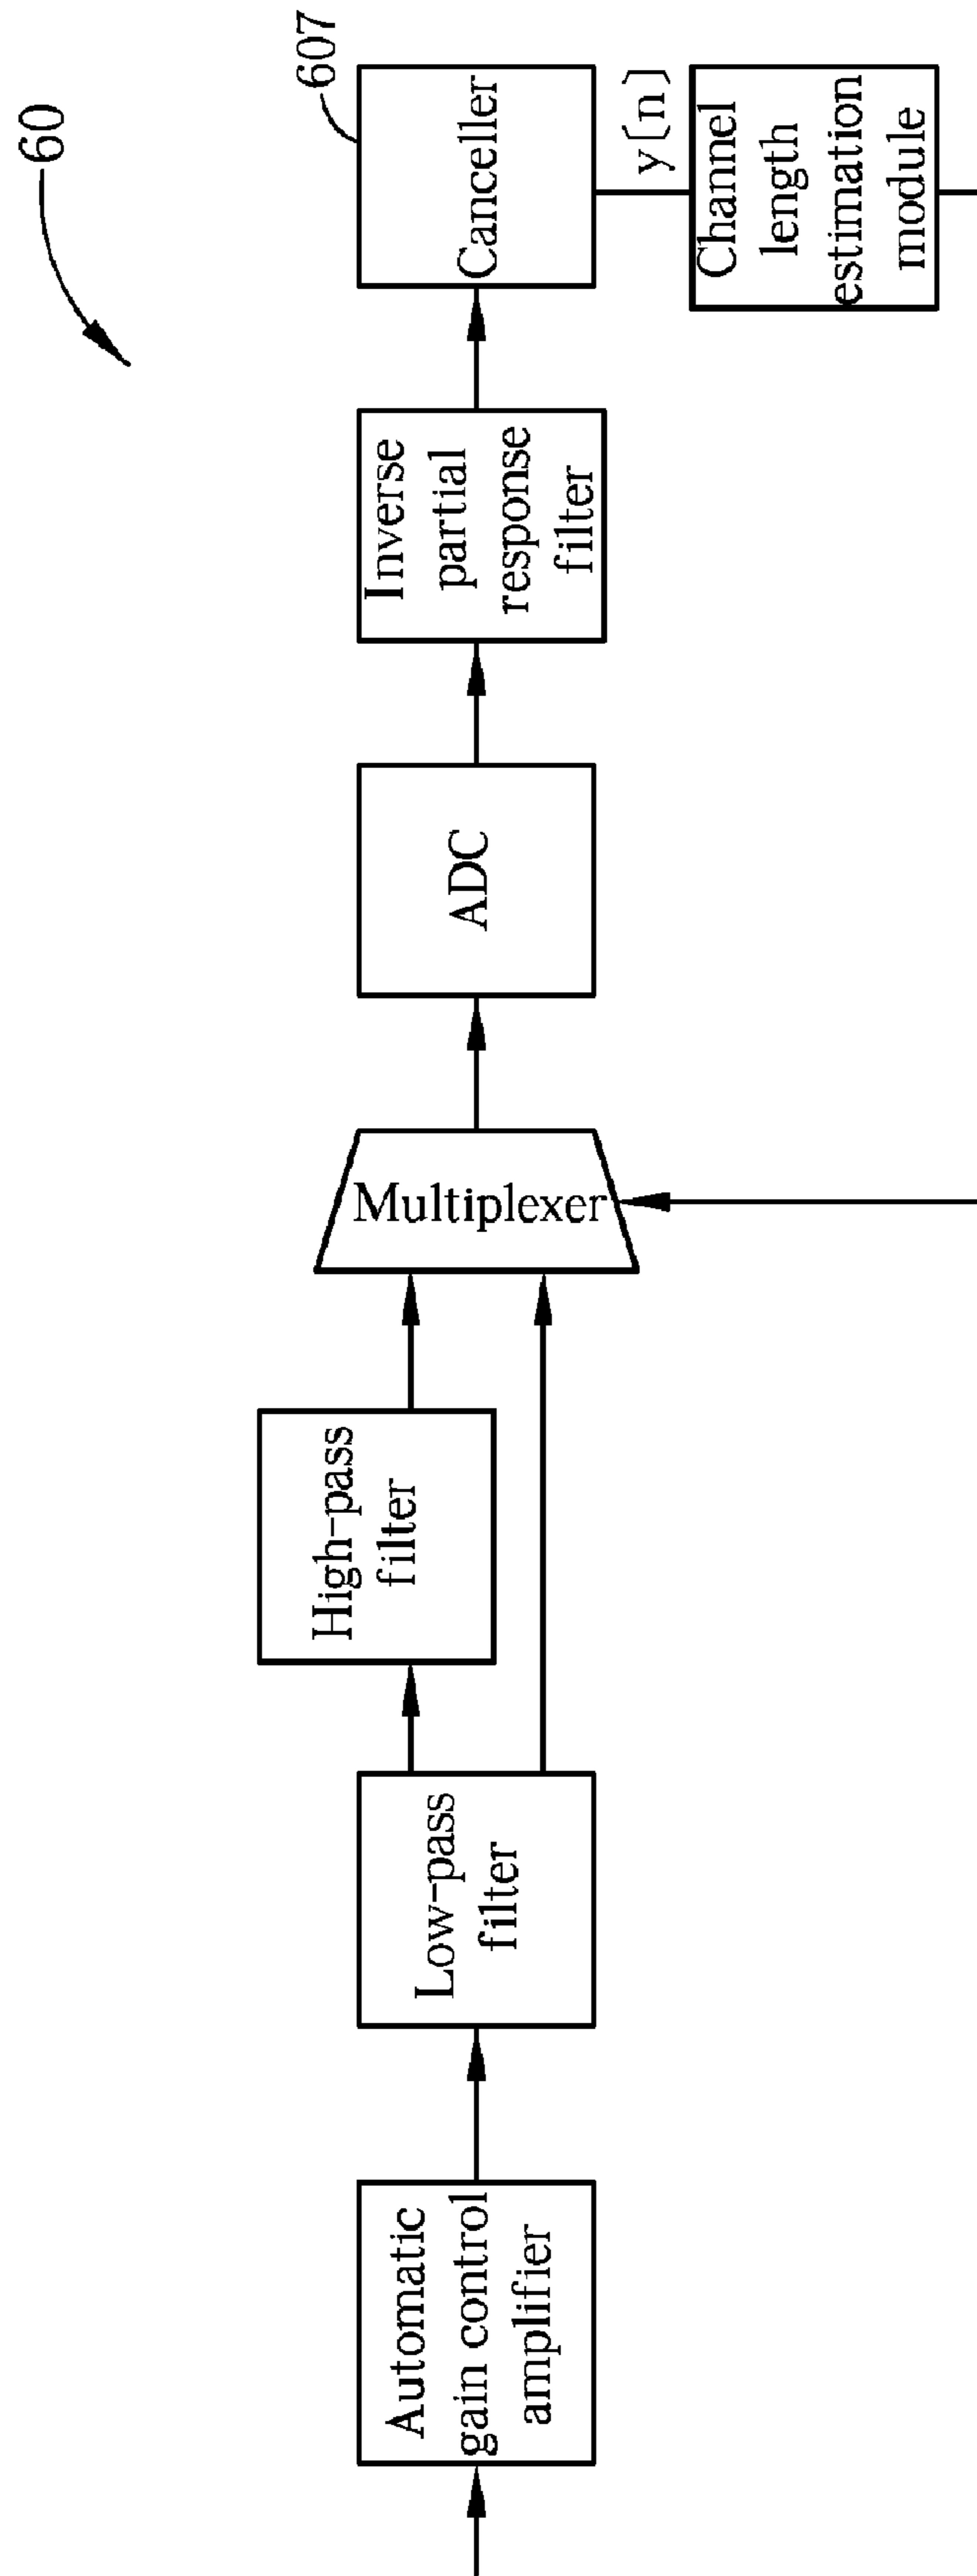 60
Automatic
gain control
amplifier
Low-pass
filter
High-pass
filter
Multiplexer
ADC
Inverse
partial
response
filter
607
Canceller
y[n]
Channel
length
estimation
module